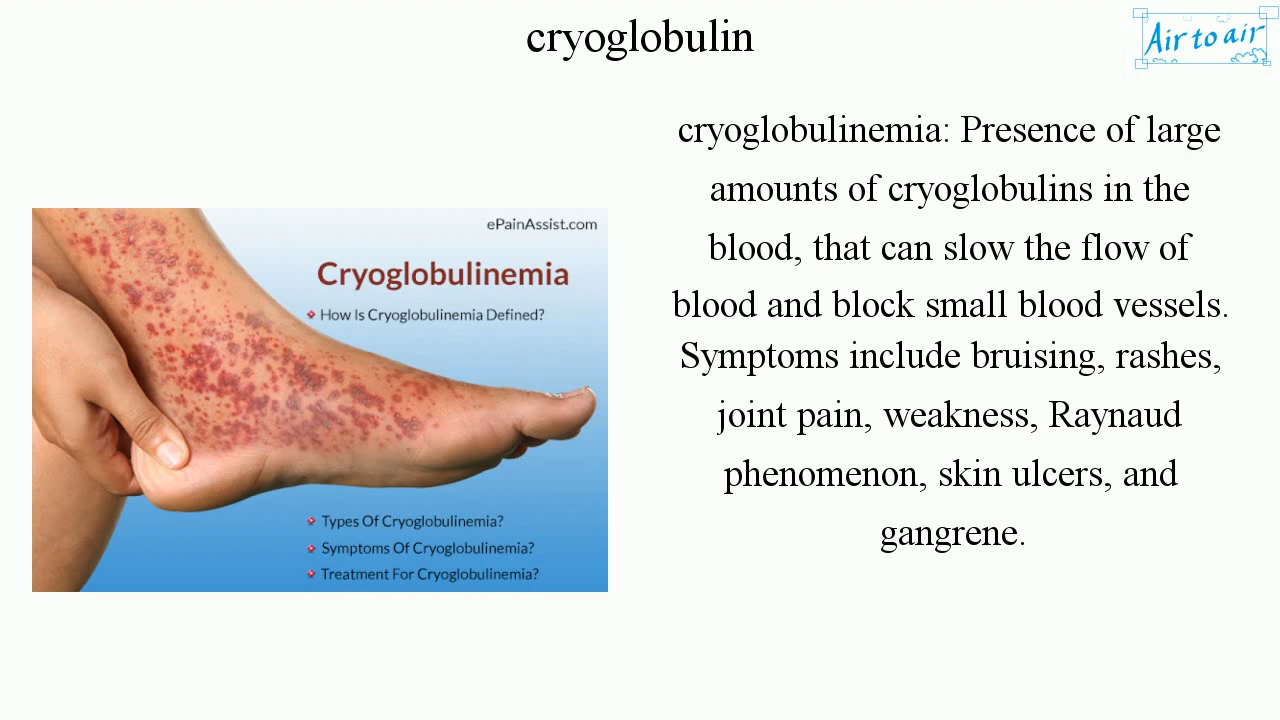 cryoglobulin
Air to air
cryoglobulinemia: Presence of large
amounts of cryoglobulins in the
blood, that can slow the flow of
blood and block small blood vessels.
Symptoms include bruising, rashes,
joint pain, weakness, Raynaud
phenomenon, skin ulcers, and
gangrene.
ePainAssist.com
Cryoglobulinemia
How Is Cryoglobulinemia Defined?
Types Of Cryoglobulinemia?
Symptoms Of Cryoglobulinemia?
Treatment For Cryoglobulinemia?